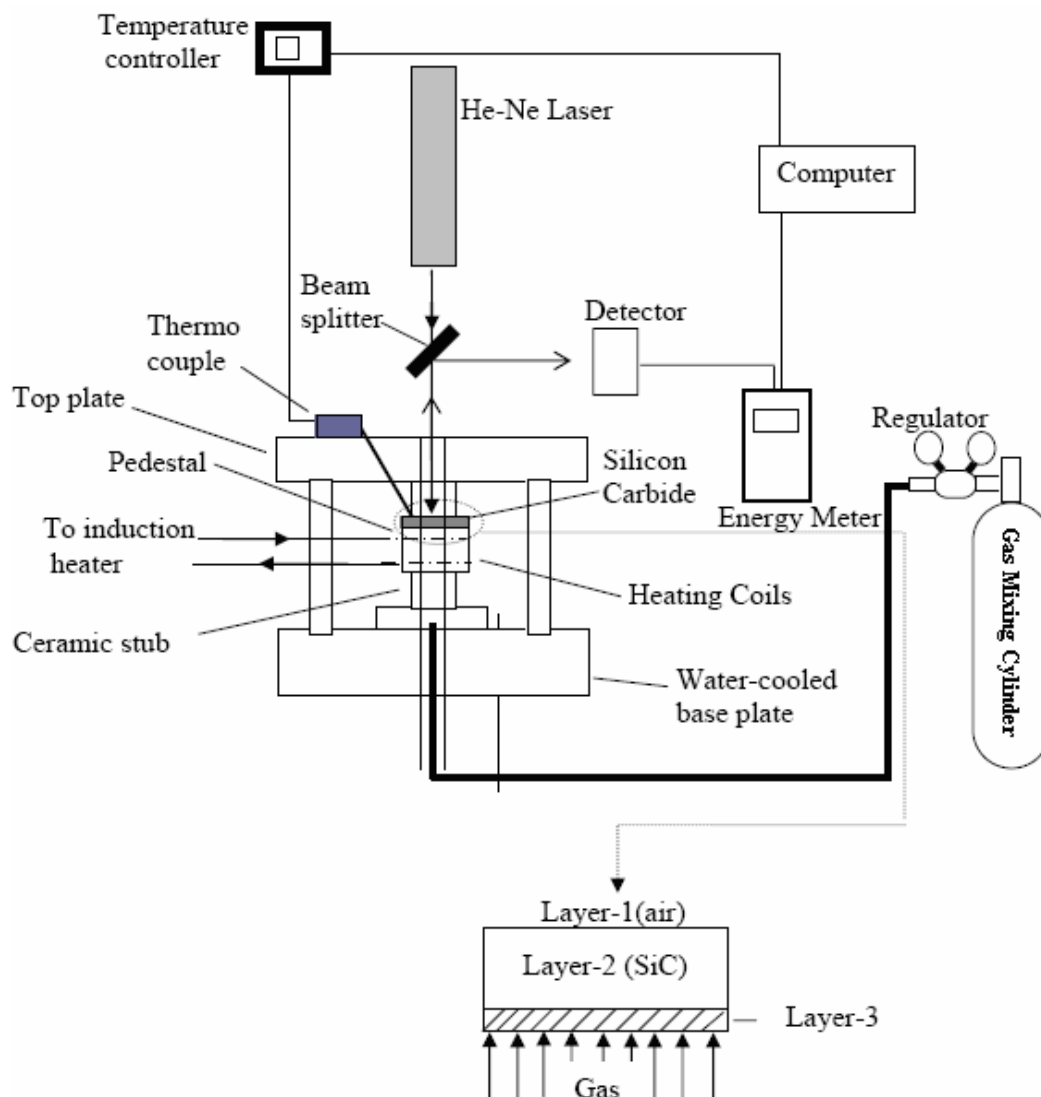 Temperature
controller
He-Ne Laser
Computer
Beam
splitter
Detector
Thermo
couple
Top plate
Regulator
Pedestal
Silicon
Carbide
Energy Meter
To induction
heater
Heating Coils
Gas Mixing Cylinder
Ceramic stub
Water-cooled
base plate
Layer-1(air)
Layer-2 (SiC)
Layer-3
Gas